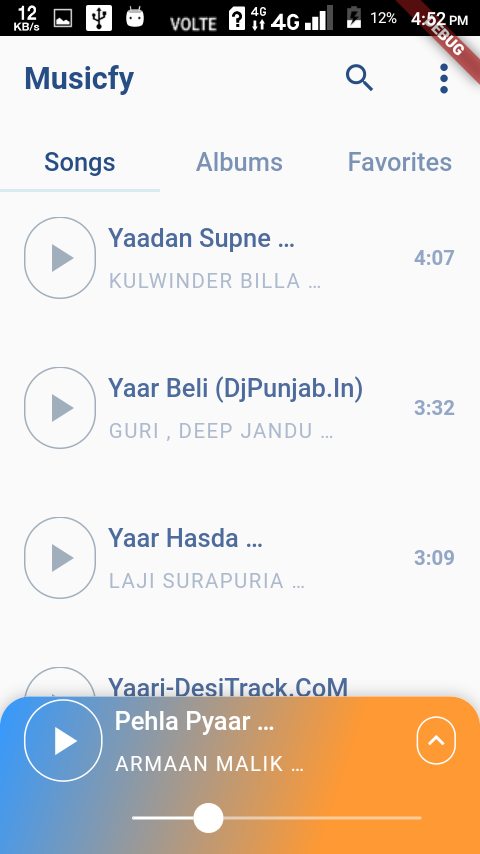 12 KB/s VOLTE 4G 4G 12% 4:52 PM
DEBUG
Musicfy
Songs Albums Favorites
Yaadan Supne ...
4:07
KULWINDER BILLA ...
Yaar Beli (DjPunjab.In)
3:32
GURI , DEEP JANDU ...
Yaar Hasda ...
3:09
LAJI SURAPURIA ...
Yaari-DesiTrack.CoM
Pehla Pyaar ...
ARMAAN MALIK ...